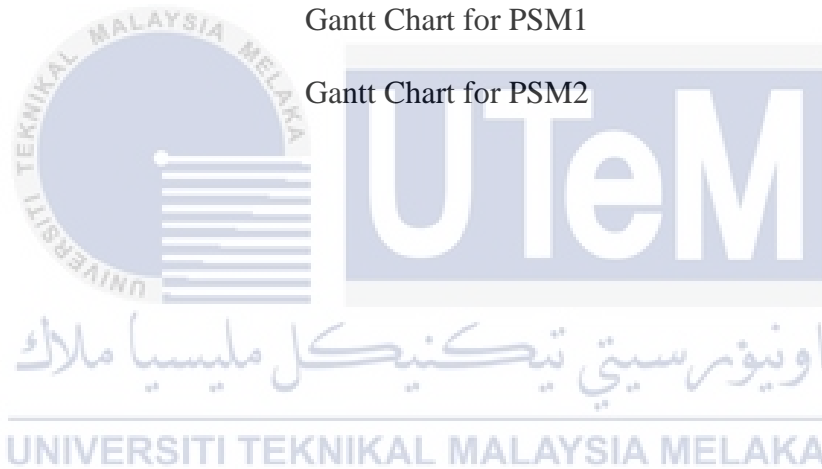 Gantt Chart for PSM1
Gantt Chart for PSM2
UNIVERSITI TEKNIKAL MALAYSIA MELAKA
UTeM
اونيۏرسيتي تيكنيكل مليسيا ملاك
UNIVERSITI TEKNIKAL MALAYSIA MELAKA